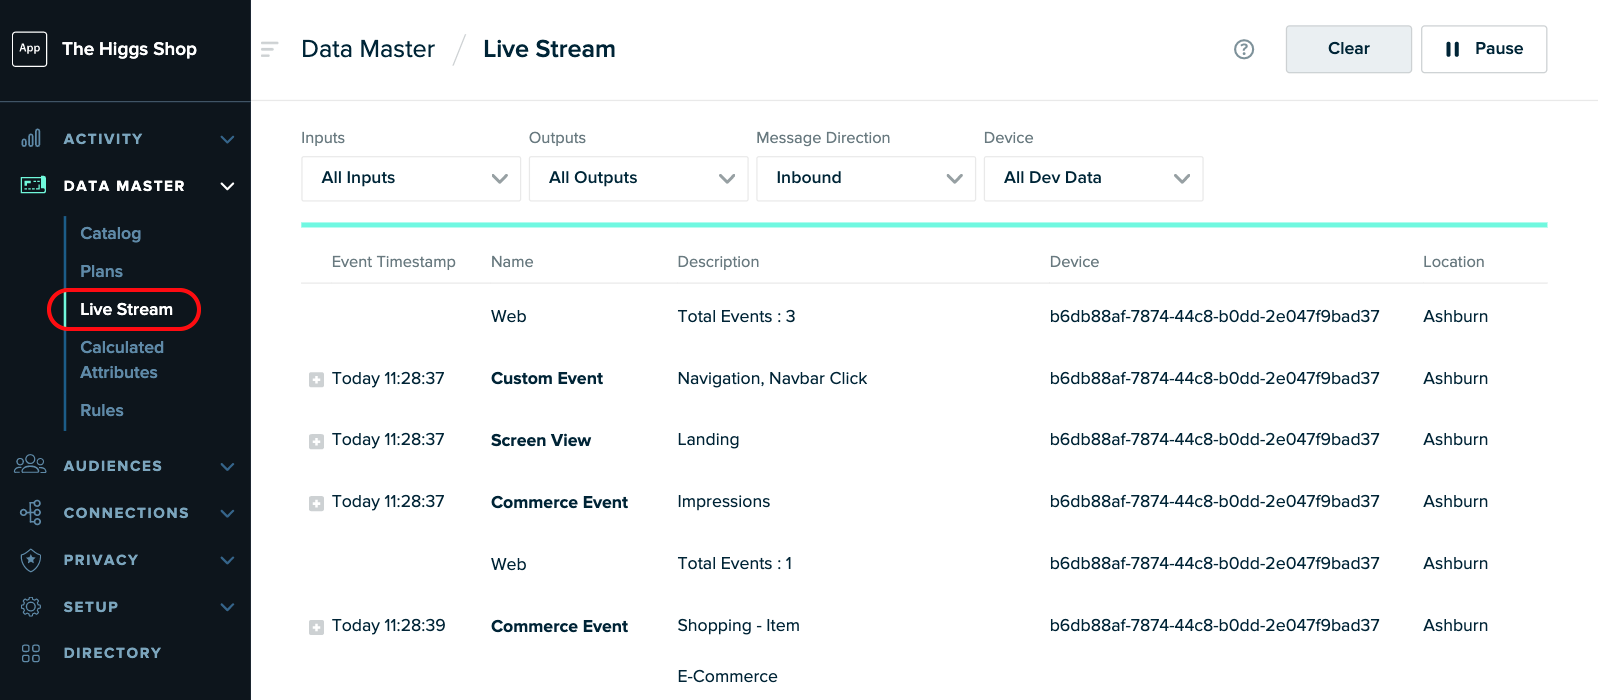 App
The Higgs Shop
Data Master / Live Stream
?
Clear
Pause
ACTIVITY
DATA MASTER
Catalog
Plans
Live Stream
Calculated
Attributes
Rules
AUDIENCES
CONNECTIONS
PRIVACY
SETUP
DIRECTORY
Inputs Outputs Message Direction Device
All Inputs All Outputs Inbound All Dev Data
Event Timestamp Name Description Device Location
Web Total Events : 3 b6db88af-7874-44c8-b0dd-2e047f9bad37 Ashburn
Today 11:28:37 Custom Event Navigation, Navbar Click b6db88af-7874-44c8-b0dd-2e047f9bad37 Ashburn
Today 11:28:37 Screen View Landing b6db88af-7874-44c8-b0dd-2e047f9bad37 Ashburn
Today 11:28:37 Commerce Event Impressions b6db88af-7874-44c8-b0dd-2e047f9bad37 Ashburn
Web Total Events : 1 b6db88af-7874-44c8-b0dd-2e047f9bad37 Ashburn
Today 11:28:39 Commerce Event Shopping - Item b6db88af-7874-44c8-b0dd-2e047f9bad37 Ashburn
E-Commerce